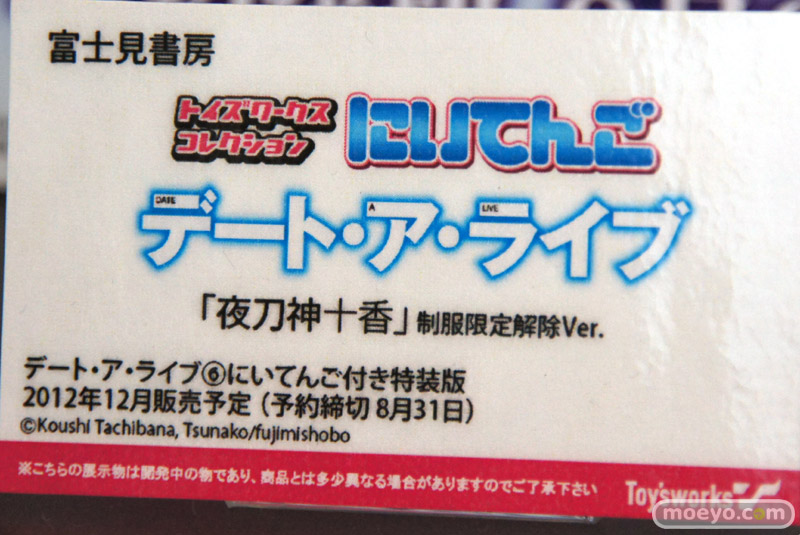 富士見書房
トイズワークス
コレクション
にいてんご
DATE A LIVE
デート・ア・ライブ
「夜刀神十香」制服限定解除Ver.
デート・ア・ライブ⑥にいてんご付き特装版
2012年12月販売予定（予約締切 8月31日）
©Koushi Tachibana, Tsunako/fujimishobo
※こちらの展示物は開発中の物であり、商品とは多少異なる場合がありますのでご了承下さい
Toy'sworks
moeyo.com